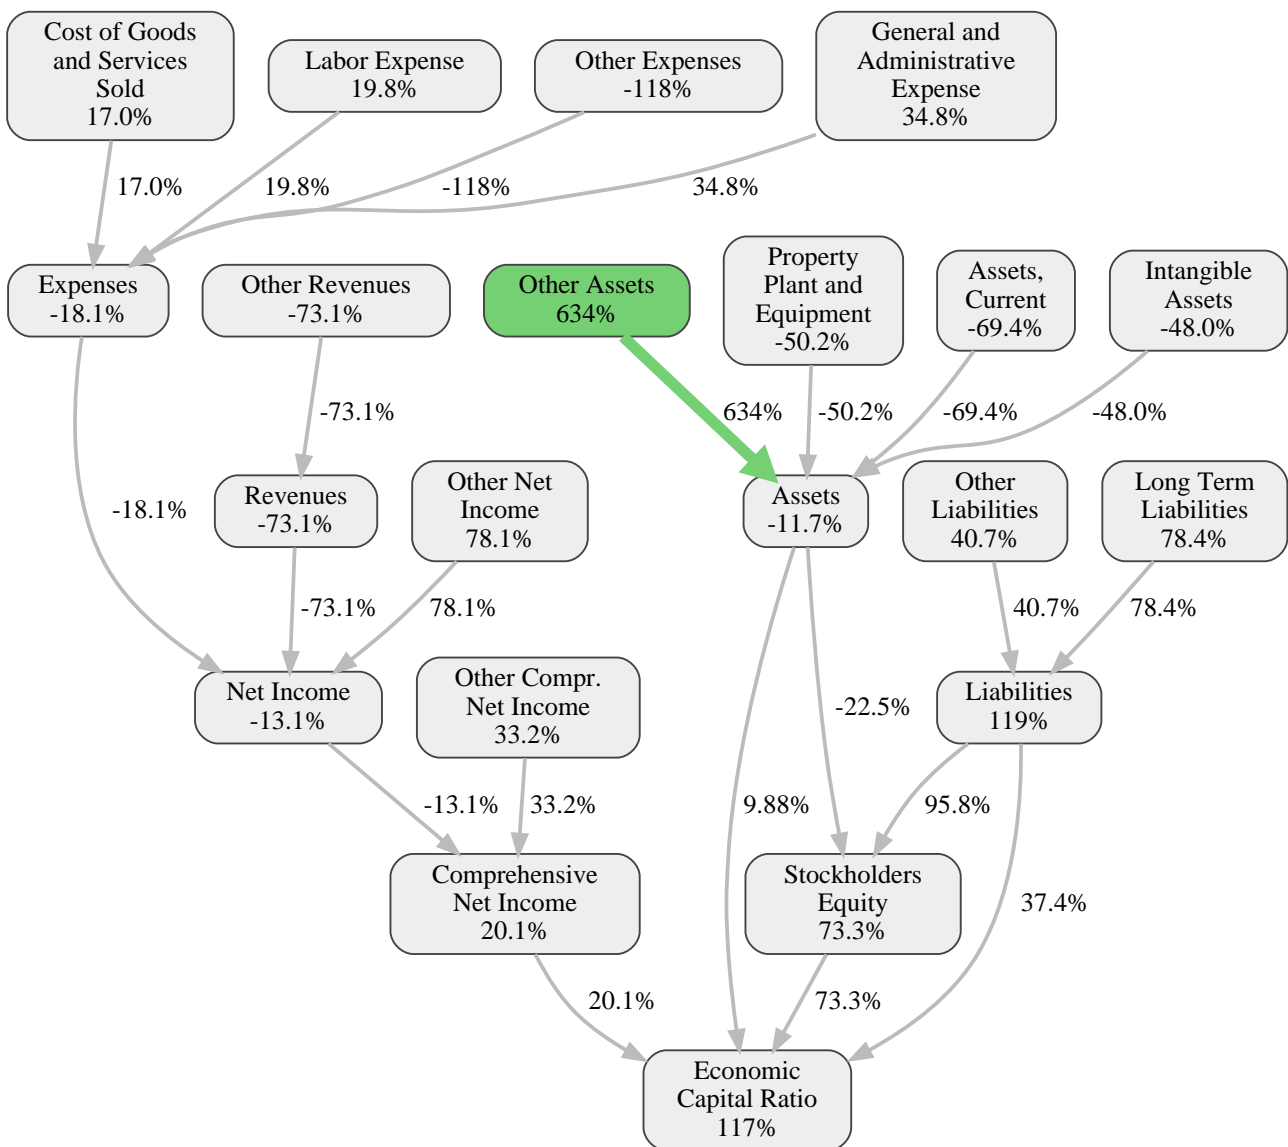 Cost of Goods
and Services
Sold
17.0%
Labor Expense
19.8%
Other Expenses
-118%
General and
Administrative
Expense
34.8%
17.0%
19.8%
-118%
34.8%
Expenses
-18.1%
Other Revenues
-73.1%
Other Assets
634%
Property
Plant and
Equipment
-50.2%
Assets,
Current
-69.4%
Intangible
Assets
-48.0%
-73.1%
634%
-50.2%
-69.4%
-48.0%
-18.1%
Revenues
-73.1%
Other Net
Income
78.1%
Assets
-11.7%
Other
Liabilities
40.7%
Long Term
Liabilities
78.4%
-73.1%
78.1%
40.7%
78.4%
Net Income
-13.1%
Other Compr.
Net Income
33.2%
-22.5%
Liabilities
119%
-13.1%
33.2%
9.88%
95.8%
Comprehensive
Net Income
20.1%
Stockholders
Equity
73.3%
37.4%
20.1%
73.3%
Economic
Capital Ratio
117%